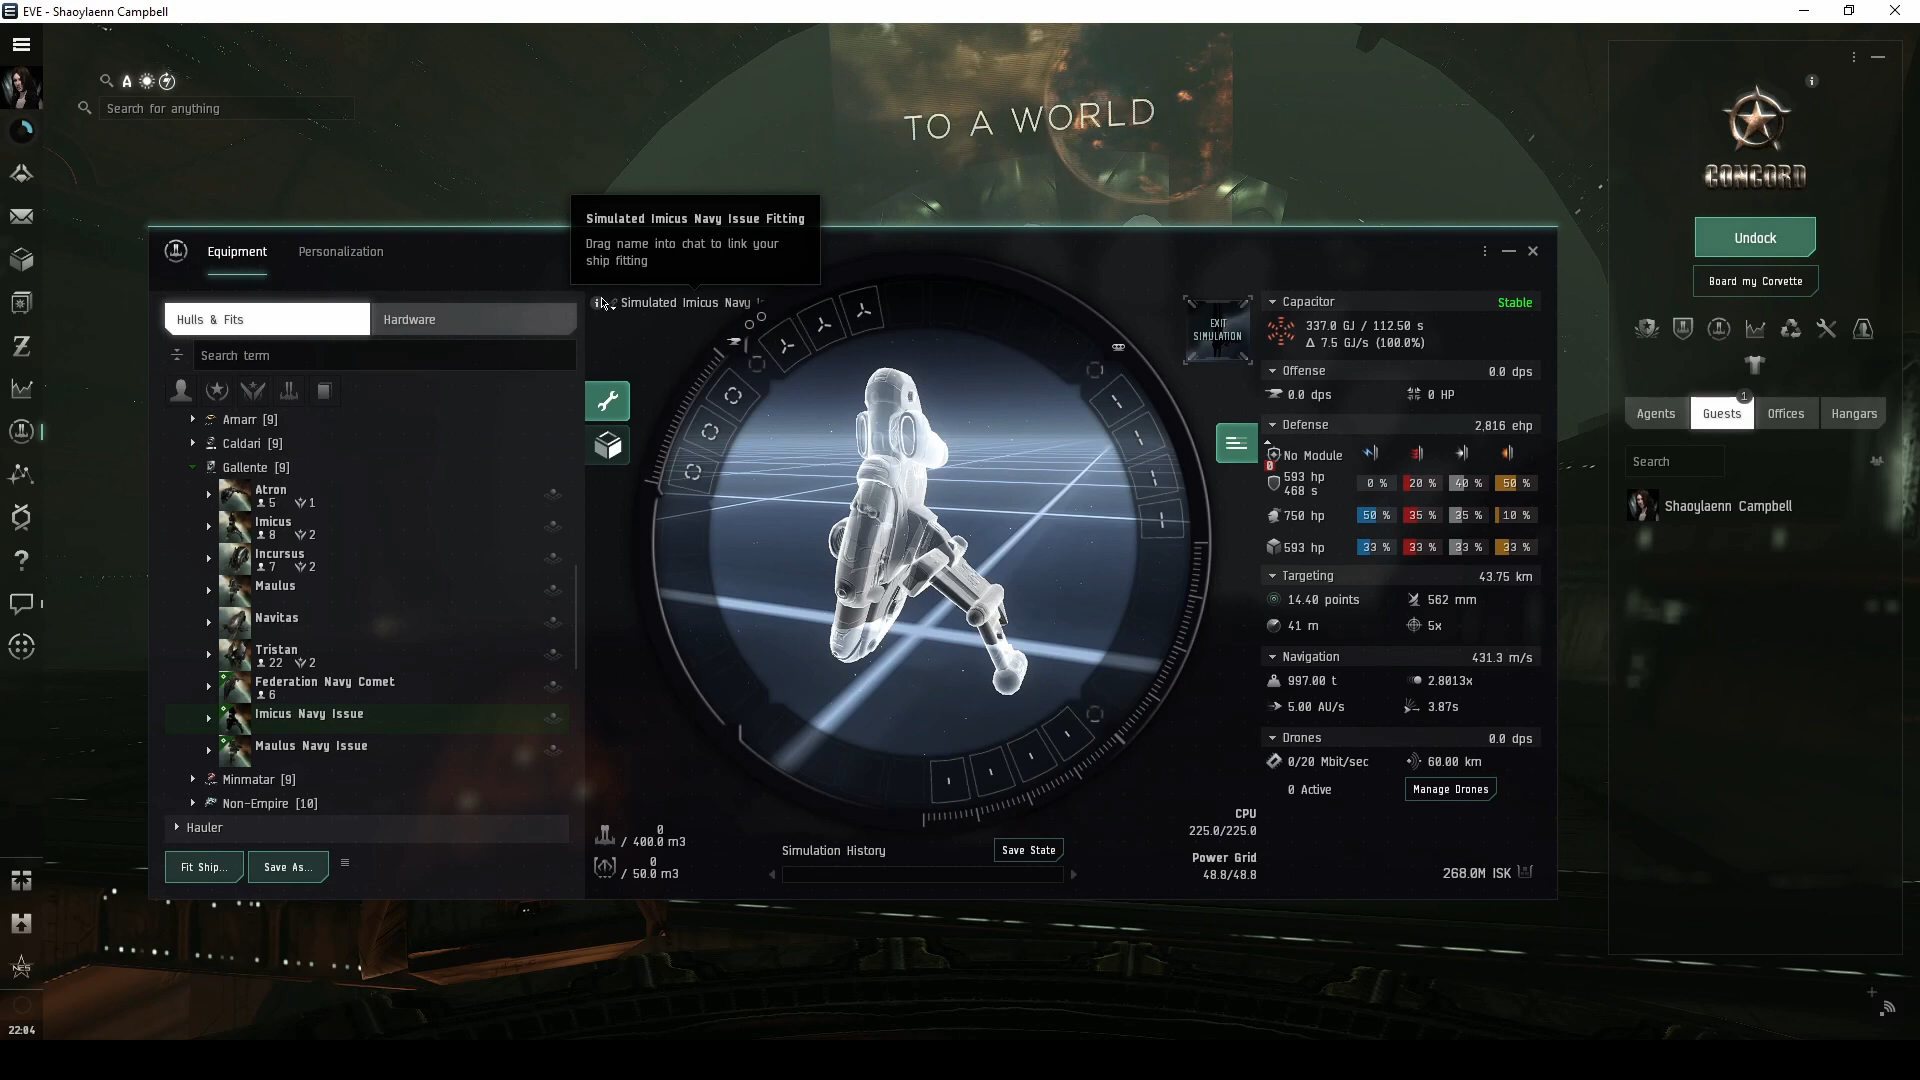 EVE - Shaoylaenn Campbell
A
Search for anything
TO A WORLD
Simulated Imicus Navy Issue Fitting
Drag name into chat to link your
ship fitting
Equipment
Personalization
Hulls & Fits
Hardware
Search term
Amarr [9]
Caldari [9]
Gallente [9]
Atron
5 1
Imicus
8 2
Incursus
7 2
Maulus
Navitas
Tristan
22 2
Federation Navy Comet
6
Imicus Navy Issue
Maulus Navy Issue
Minmatar [9]
Non-Empire [10]
Hauler
Fit Ship...
Save As...
Simulated Imicus Navy
EXIT
SIMULATION
0
/ 400.0 m3
0
/ 50.0 m3
Simulation History
Save State
CPU
225.0/225.0
Power Grid
48.8/48.8
Capacitor
Stable
337.0 GJ / 112.50 s
Δ 7.5 GJ/s (100.0%)
Offense
0.0 dps
0.0 dps
0 HP
Defense
2,816 ehp
No Module
0
593 hp
468 s
0 %
20 %
40 %
50 %
750 hp
50 %
35 %
35 %
10 %
593 hp
33 %
33 %
33 %
33 %
Targeting
43.75 km
14.40 points
562 mm
41 m
5x
Navigation
431.3 m/s
997.00 t
2.8013x
5.00 AU/s
3.87s
Drones
0.0 dps
0/20 Mbit/sec
60.00 km
0 Active
Manage Drones
268.0M ISK
CONCORD
Undock
Board my Corvette
Agents
Guests
1
Offices
Hangars
Search
Shaoylaenn Campbell
NES
22:04